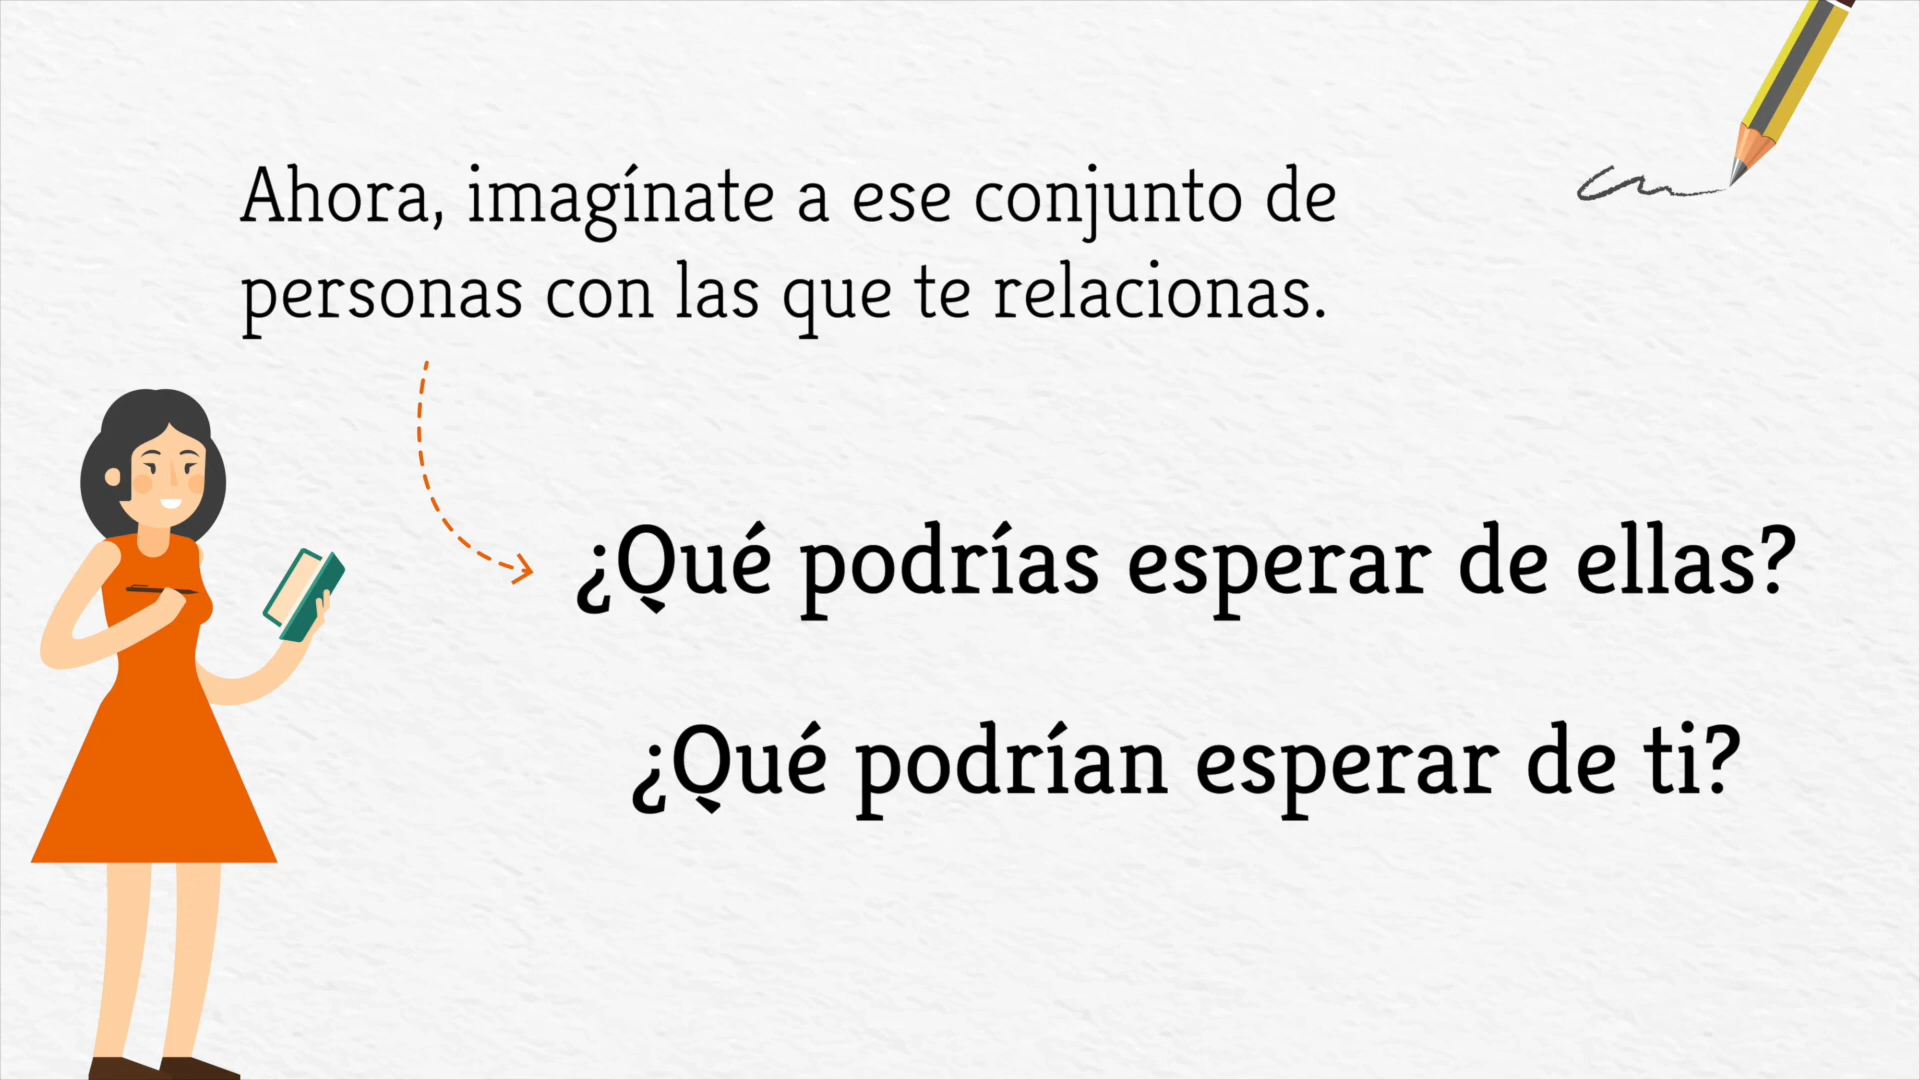 Ahora, imagínate a ese conjunto de
personas con las que te relacionas.
¿Qué podrías esperar de ellas?
¿Qué podrían esperar de ti?